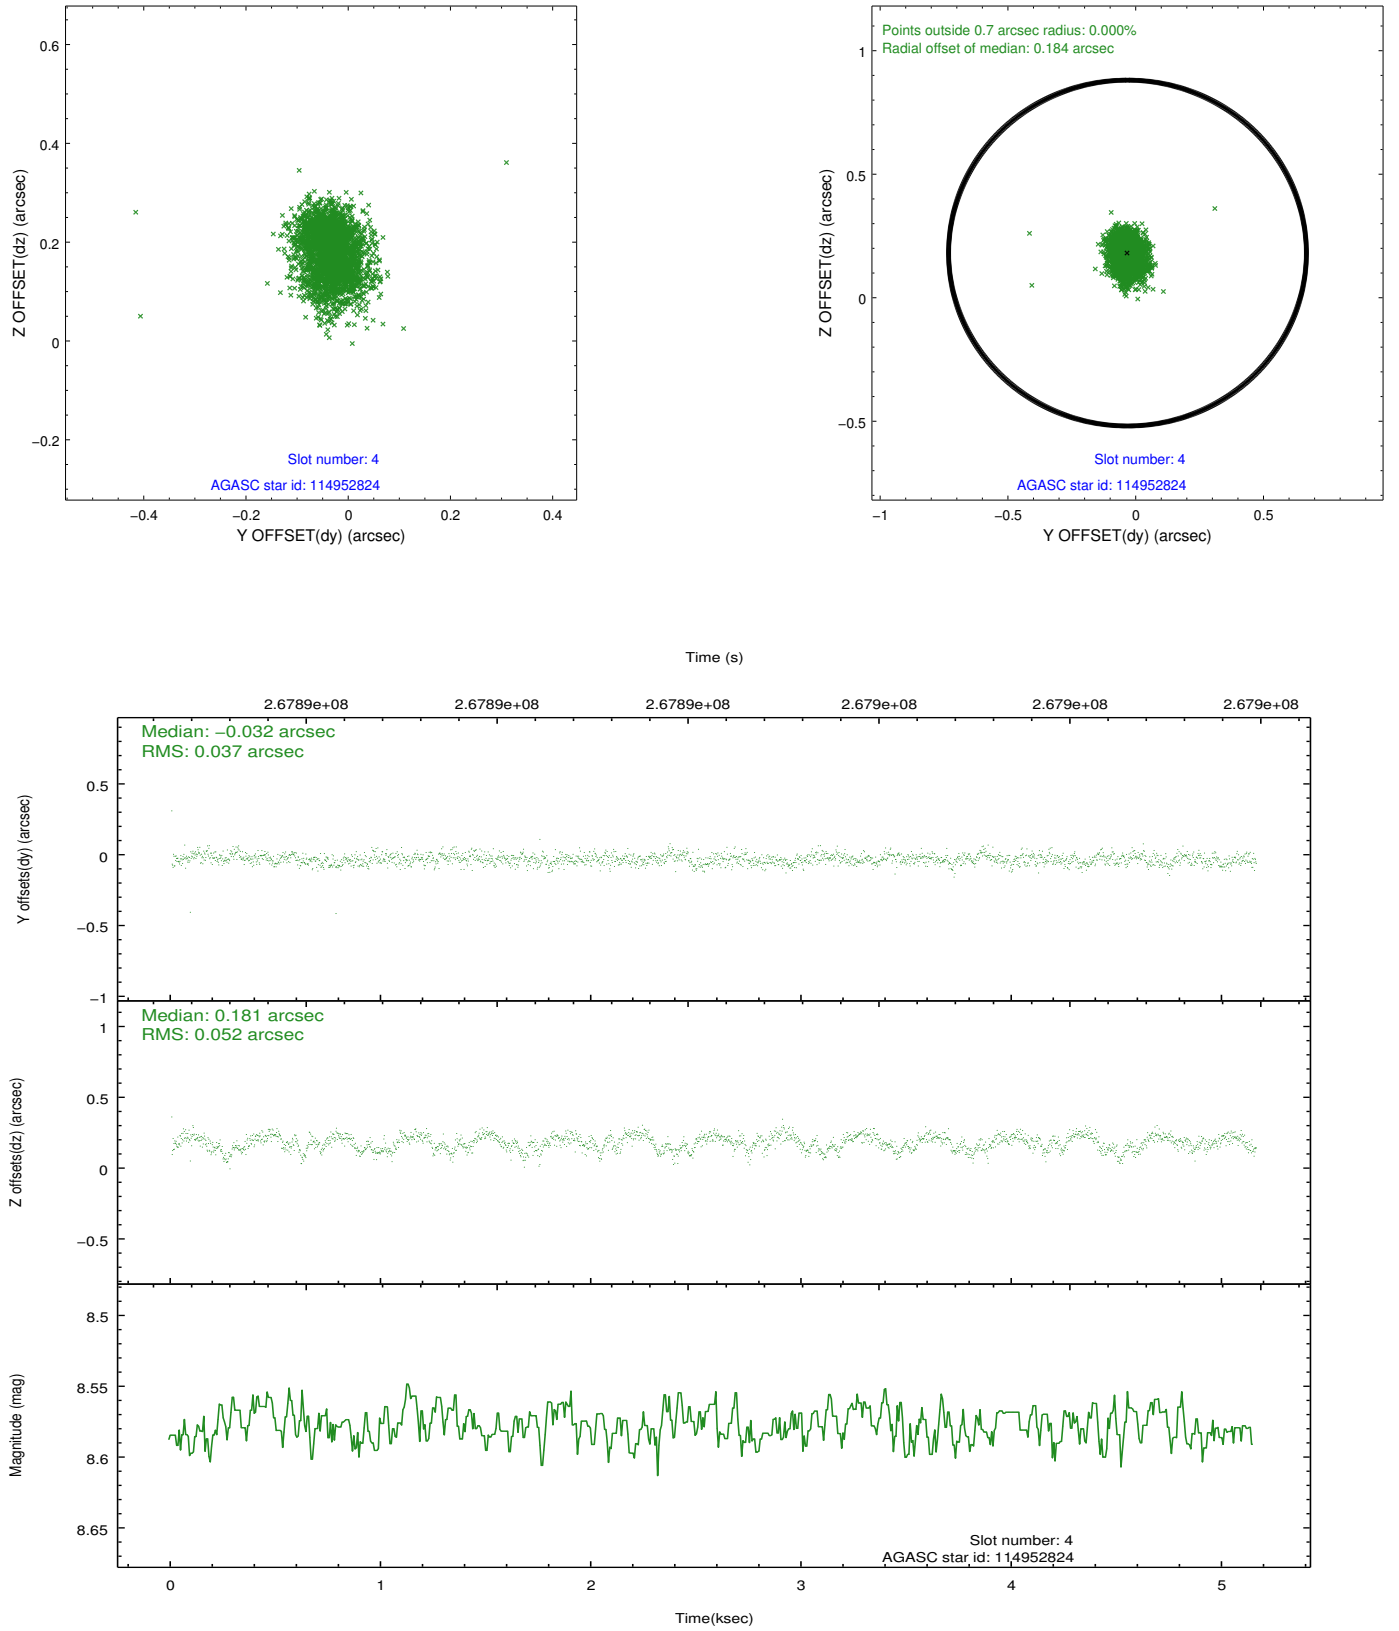 0.6
0.4
0.2
0
−0.2
Z OFFSET(dz) (arcsec)
Slot number: 4
AGASC star id: 114952824
−0.4 −0.2 0 0.2 0.4
Y OFFSET(dy) (arcsec)
Points outside 0.7 arcsec radius: 0.000%
Radial offset of median: 0.184 arcsec
1
0.5
0
−0.5
Z OFFSET(dz) (arcsec)
Slot number: 4
AGASC star id: 114952824
−1 −0.5 0 0.5
Y OFFSET(dy) (arcsec)
Time (s)
2.6789e+08 2.6789e+08 2.6789e+08 2.679e+08 2.679e+08 2.679e+08
Median: −0.032 arcsec
RMS: 0.037 arcsec
0.5
0
−0.5
−1
Y offsets(dy) (arcsec)
Median: 0.181 arcsec
RMS: 0.052 arcsec
1
0.5
0
−0.5
Z offsets(dz) (arcsec)
8.5
8.55
8.6
8.65
Magnitude (mag)
Slot number: 4
AGASC star id: 114952824
0 1 2 3 4 5
Time(ksec)